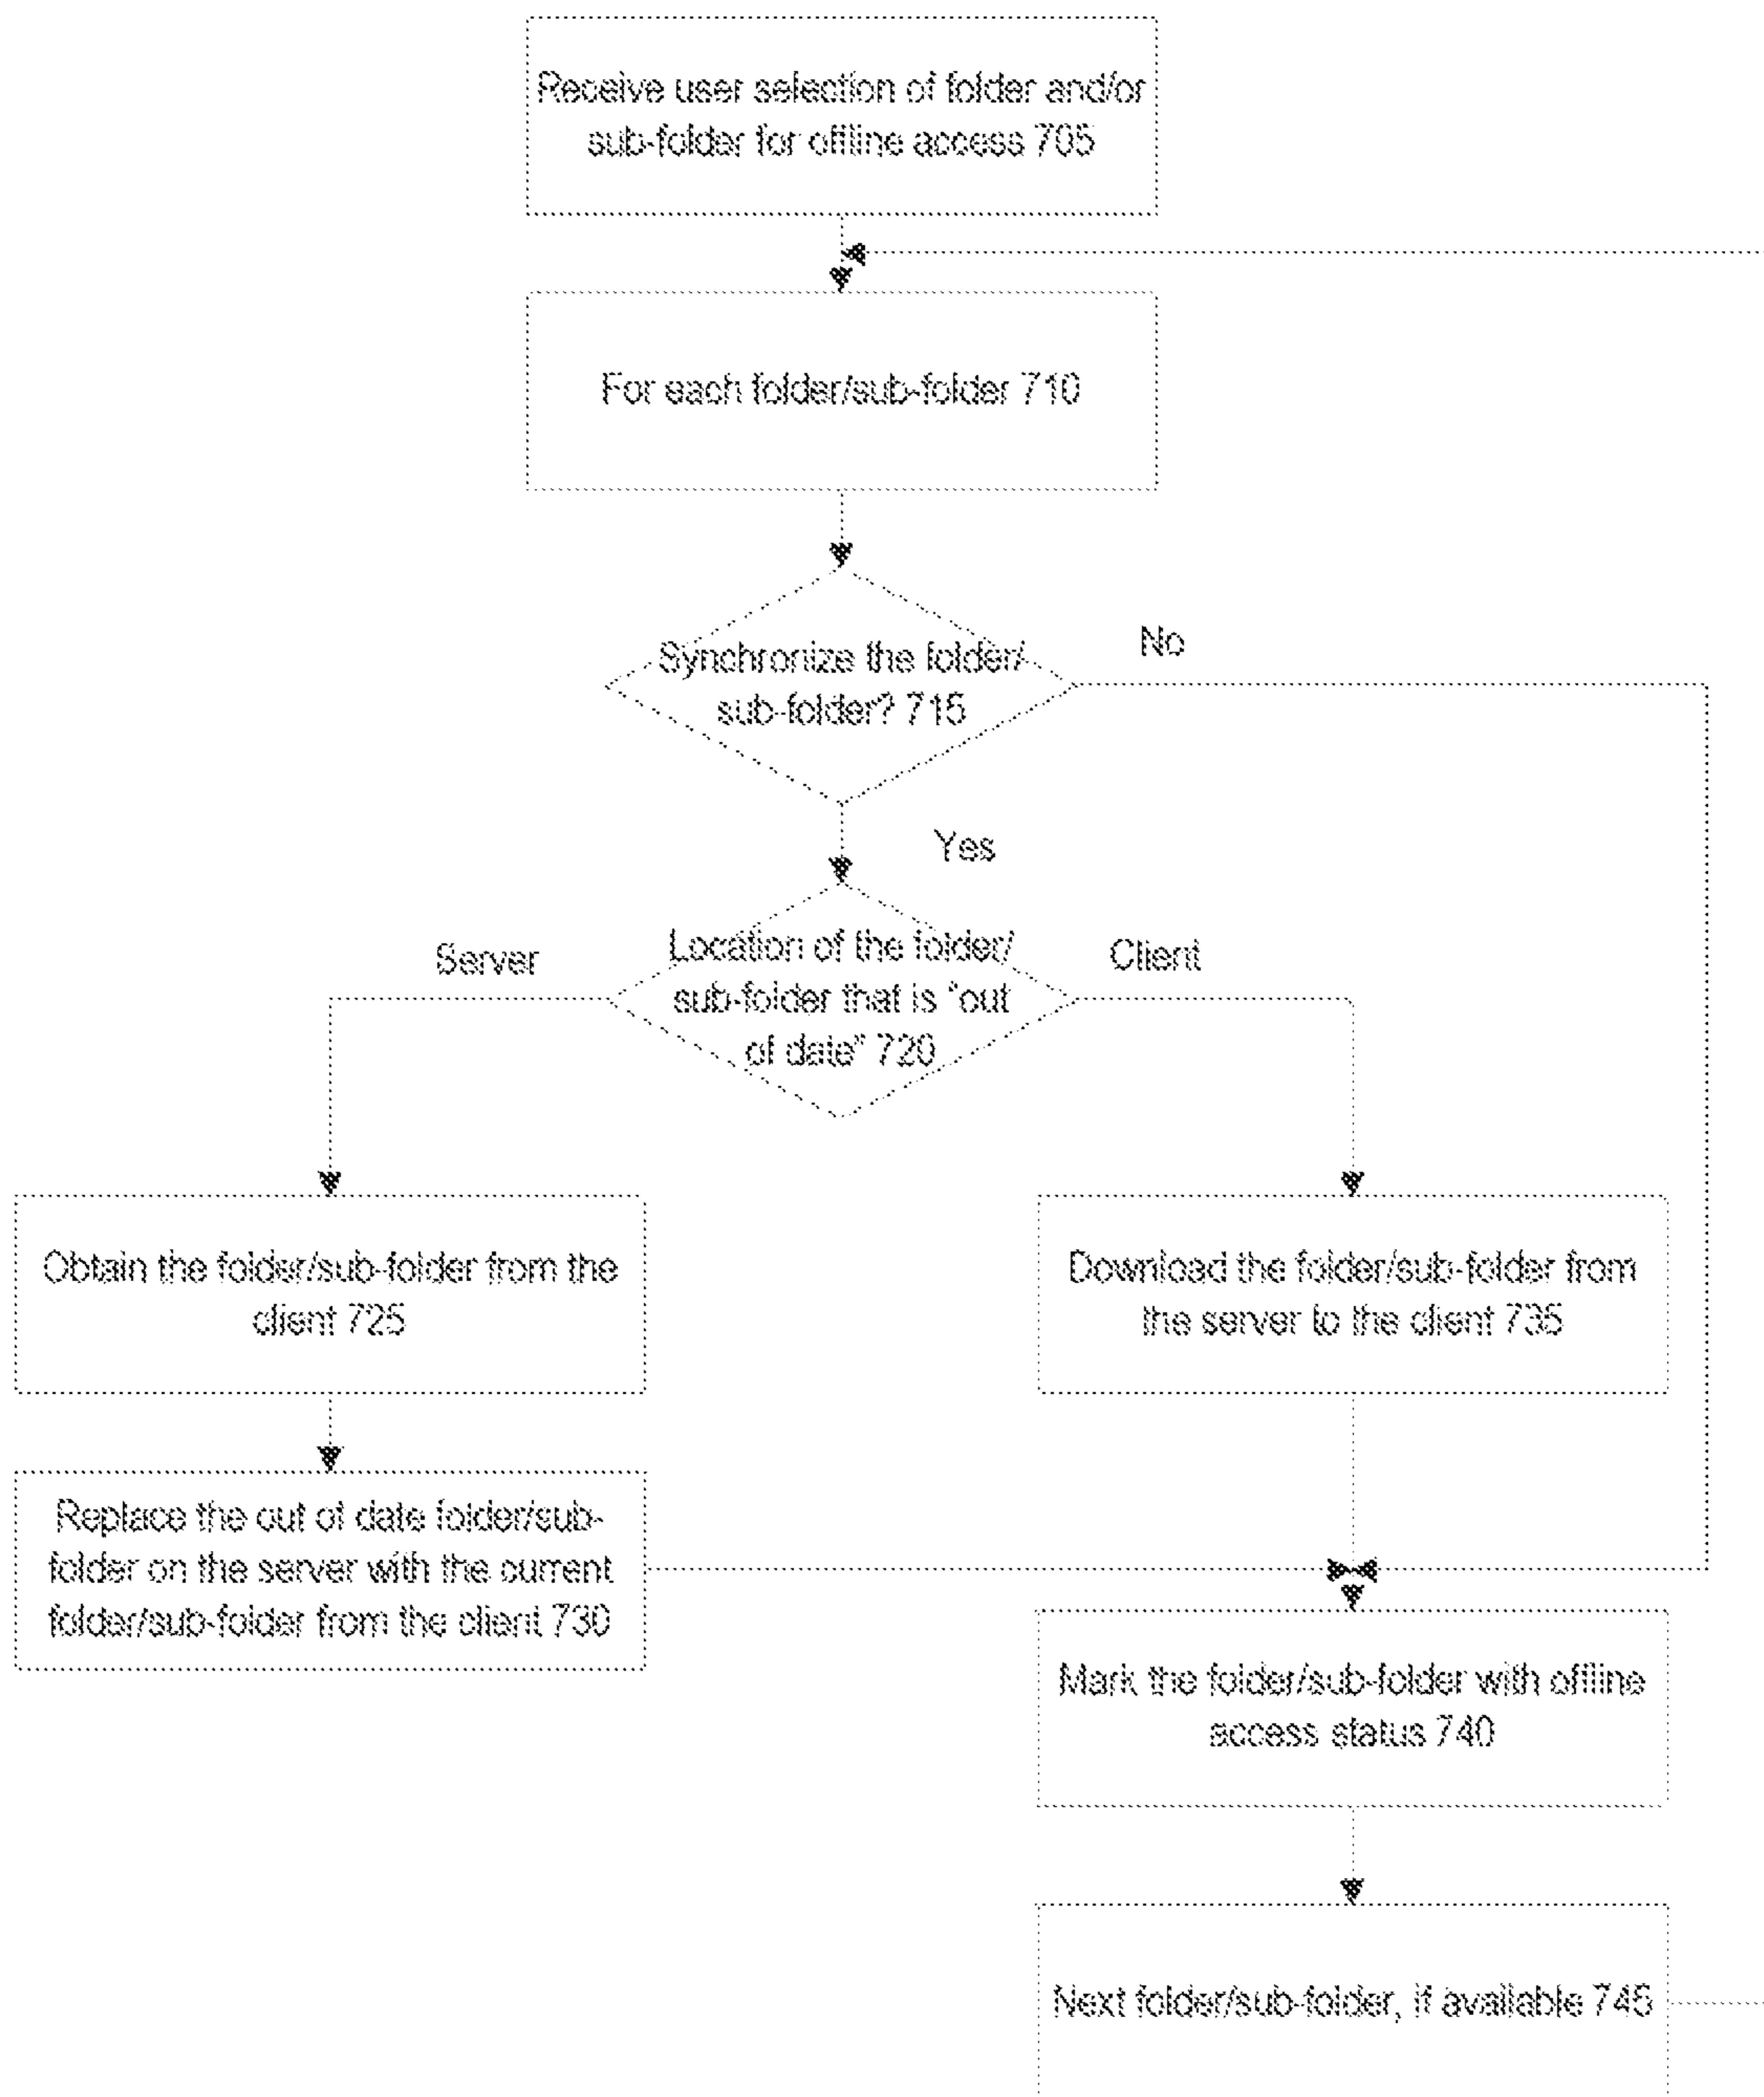 Receive user selection of folder and/or
sub-folder for offline access 705
For each folder/sub-folder 710
Synchronize the folder/
sub-folder? 715
No
Yes
Location of the folder/
sub-folder that is "out
of date" 720
Server
Client
Obtain the folder/sub-folder from the
client 725
Download the folder/sub-folder from
the server to the client 735
Replace the out of date folder/sub-
folder on the server with the current
folder/sub-folder from the client 730
Mark the folder/sub-folder with offline
access status 740
Next folder/sub-folder, if available 745